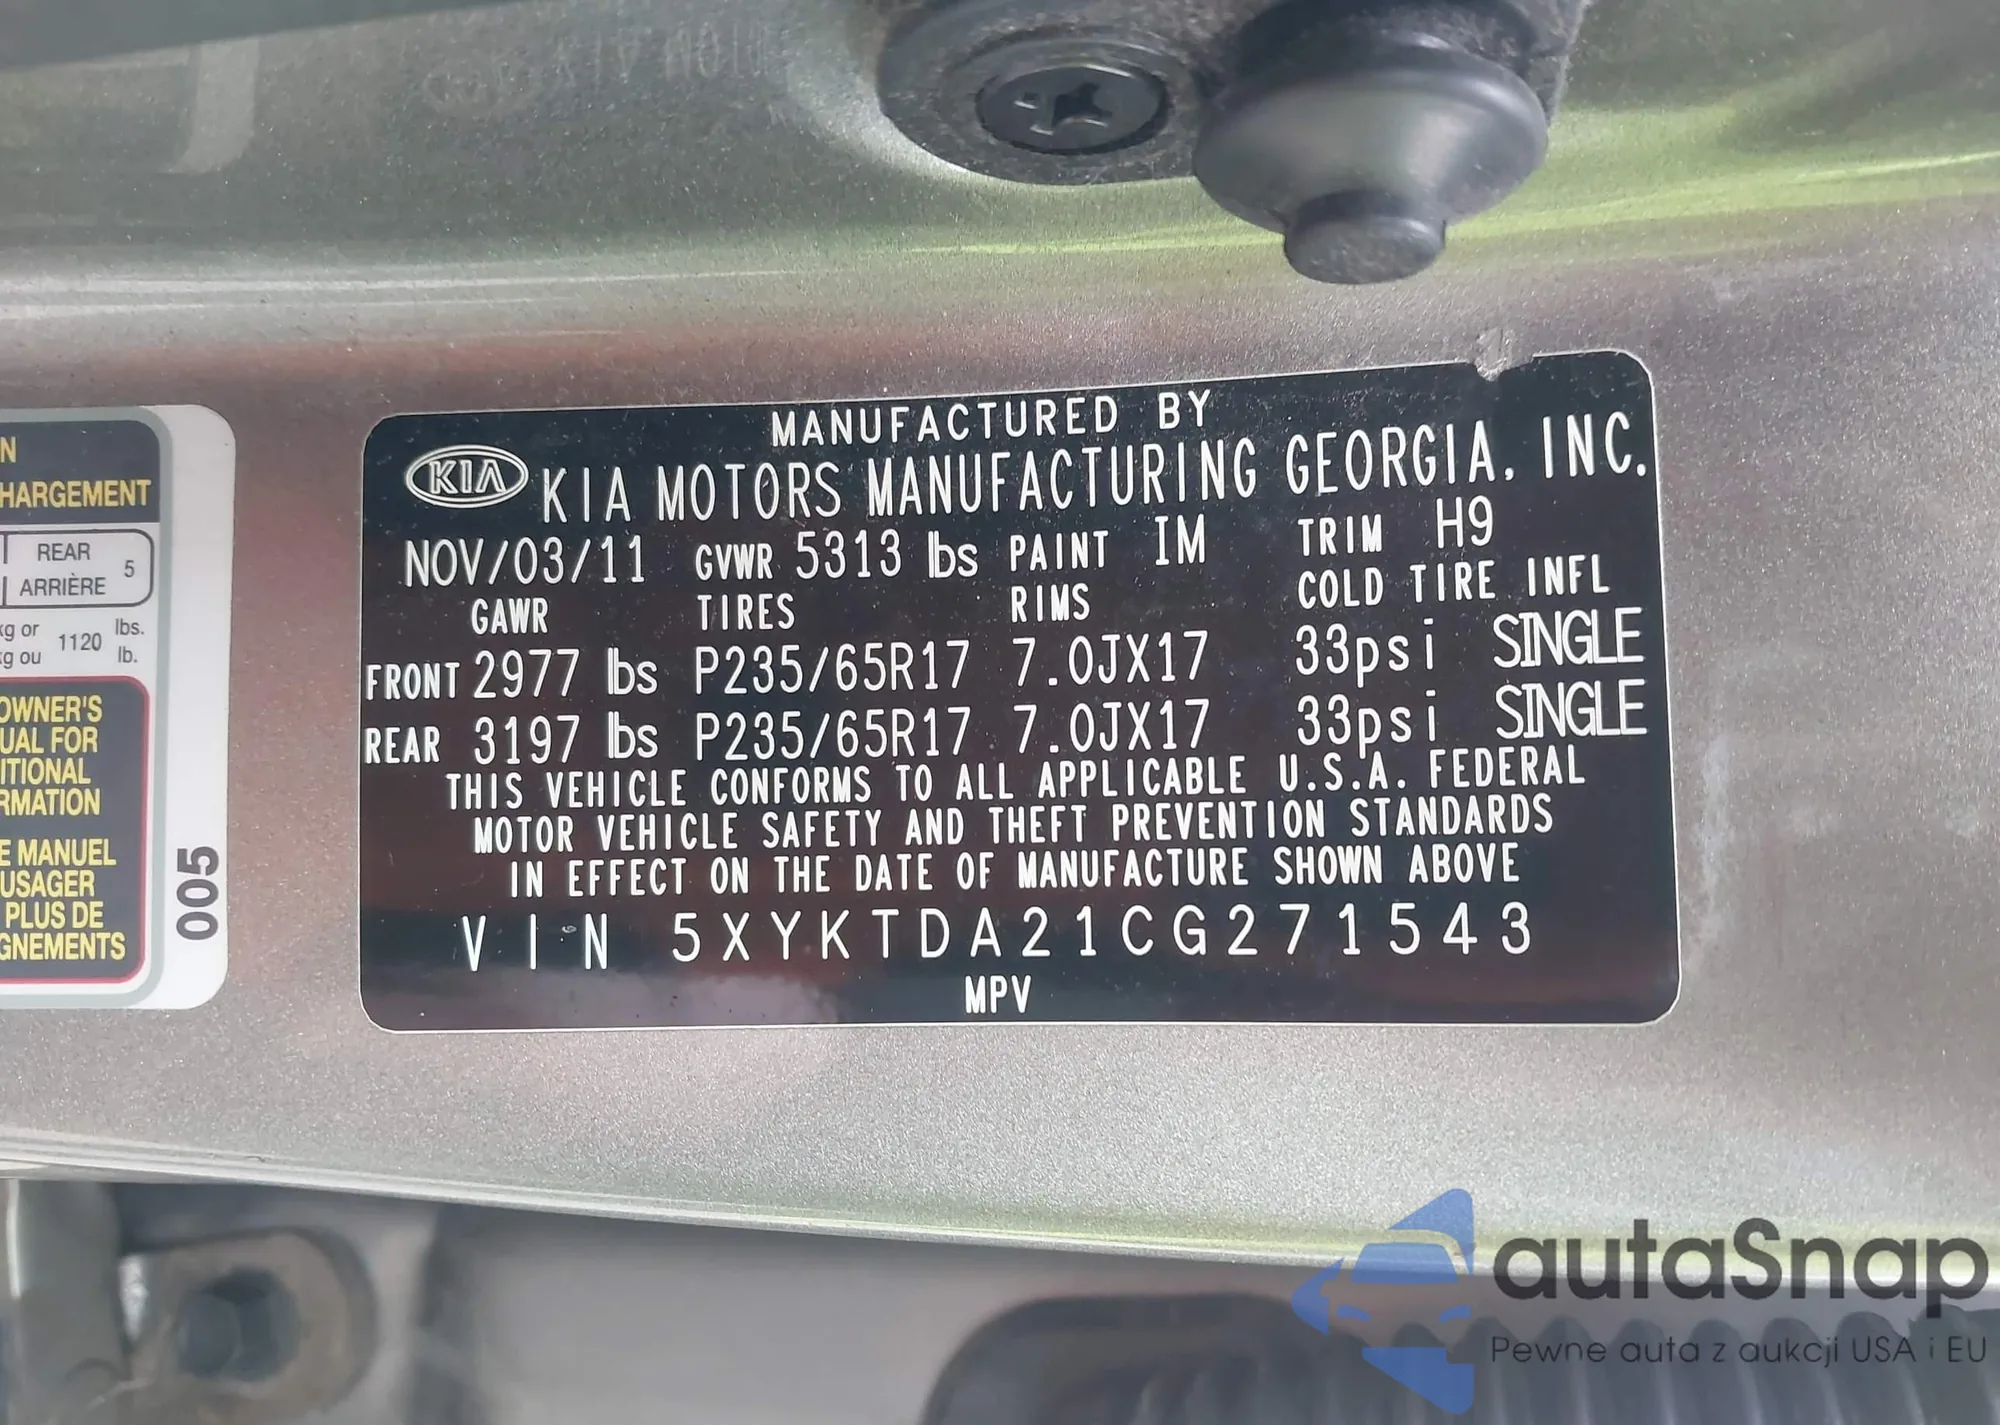 MANUFACTURED BY
KIA KIA MOTORS MANUFACTURING GEORGIA, INC.
NOV/03/11 GVWR 5313 lbs PAINT IM TRIM H9
GAWR TIRES RIMS COLD TIRE INFL
FRONT 2977 lbs P235/65R17 7.0JX17 33psi SINGLE
REAR 3197 lbs P235/65R17 7.0JX17 33psi SINGLE
THIS VEHICLE CONFORMS TO ALL APPLICABLE U.S.A. FEDERAL
MOTOR VEHICLE SAFETY AND THEFT PREVENTION STANDARDS
IN EFFECT ON THE DATE OF MANUFACTURE SHOWN ABOVE
VIN 5XYKTDA21CG271543
MPV
N
HARGEMENT
REAR
ARRIÈRE 5
kg or 1120 lbs.
kg ou lb.
OWNER'S
UAL FOR
ITIONAL
RMATION
E MANUEL
USAGER
PLUS DE
GNEMENTS
005
autaSnap
Pewne auta z aukcji USA i EU